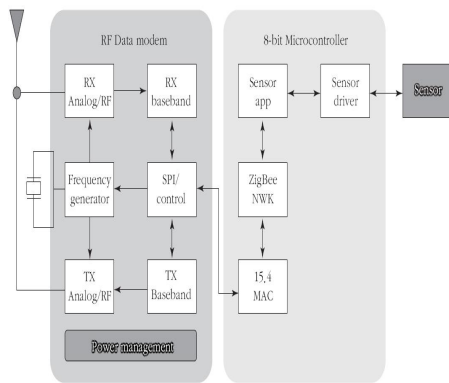 RF Data modem
8-bit Microcontroller
RX
Analog/RF
RX
baseband
Sensor
app
Sensor
driver
Sensor
Frequency
generator
SPI/
control
ZigBee
NWK
TX
Analog/RF
TX
Baseband
15,4
MAC
Power management